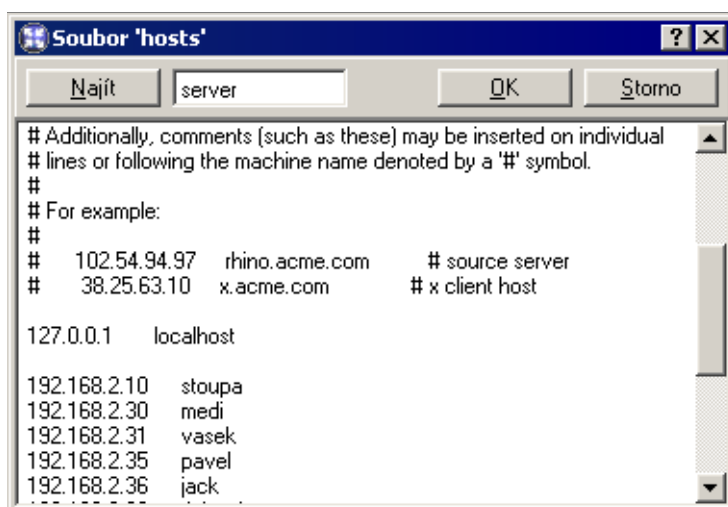 Soubor 'hosts'
Najít server OK Storno
# Additionally, comments (such as these) may be inserted on individual
# lines or following the machine name denoted by a '#' symbol.
#
# For example:
#
# 102.54.94.97 rhino.acme.com # source server
# 38.25.63.10 x.acme.com # x client host
127.0.0.1 localhost
192.168.2.10 stoupa
192.168.2.30 medi
192.168.2.31 vasek
192.168.2.35 pavel
192.168.2.36 jack